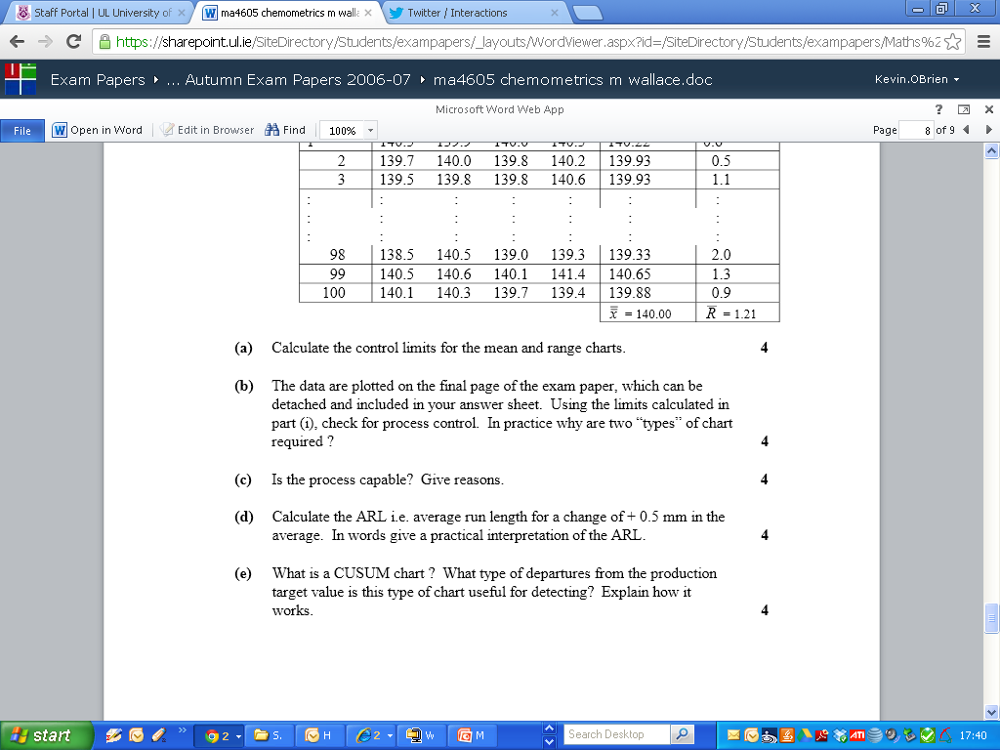 Staff Portal | UL University of
ma4605 chemometrics m walla
Twitter / Interactions
https://sharepoint.ul.ie/SiteDirectory/Students/exampapers/_layouts/WordViewer.aspx?id=/SiteDirectory/Students/exampapers/Maths%2
Exam Papers ... Autumn Exam Papers 2006-07 ma4605 chemometrics m wallace.doc Kevin.OBrien
Microsoft Word Web App
File Open in Word Edit in Browser Find 100% Page 8 of 9
2 139.7 140.0 139.8 140.2 139.93 0.5
3 139.5 139.8 139.8 140.6 139.93 1.1
: : : : : : :
: : : : : : :
: : : : : : :
98 138.5 140.5 139.0 139.3 139.33 2.0
99 140.5 140.6 140.1 141.4 140.65 1.3
100 140.1 140.3 139.7 139.4 139.88 0.9
x̿ = 140.00 R̅ = 1.21
(a) Calculate the control limits for the mean and range charts. 4
(b) The data are plotted on the final page of the exam paper, which can be
detached and included in your answer sheet. Using the limits calculated in
part (i), check for process control. In practice why are two “types” of chart
required ? 4
(c) Is the process capable? Give reasons. 4
(d) Calculate the ARL i.e. average run length for a change of + 0.5 mm in the
average. In words give a practical interpretation of the ARL. 4
(e) What is a CUSUM chart ? What type of departures from the production
target value is this type of chart useful for detecting? Explain how it
works. 4
start 2 S. H 2 W M Search Desktop 17:40